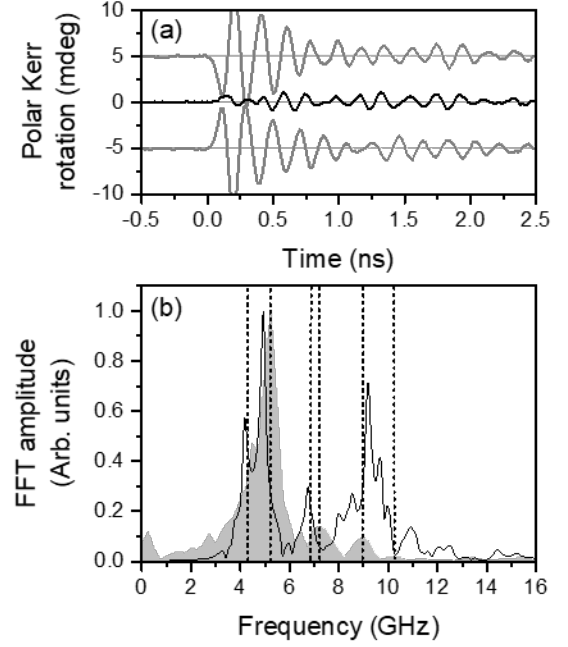 (a)
Polar Kerr
rotation (mdeg)
10
5
0
-5
-10
-0.5 0.0 0.5 1.0 1.5 2.0 2.5
Time (ns)
(b)
FFT amplitude
(Arb. units)
1.0
0.8
0.6
0.4
0.2
0.0
0 2 4 6 8 10 12 14 16
Frequency (GHz)